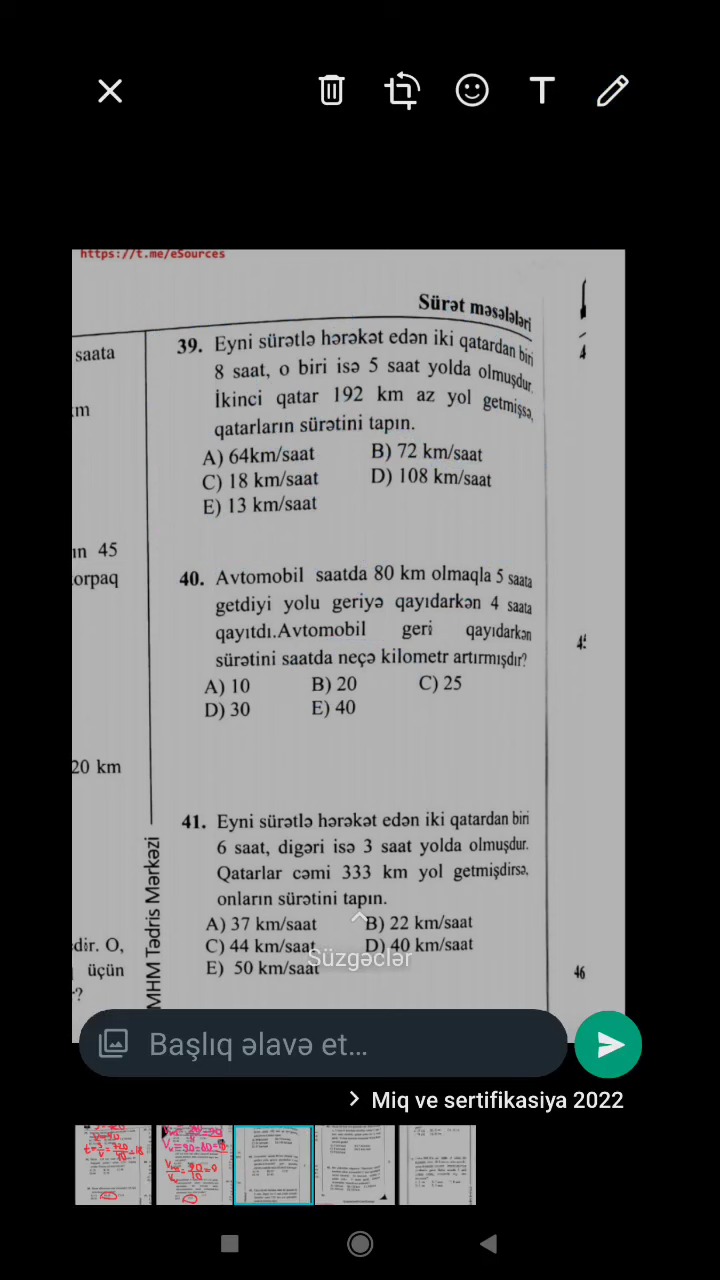 T
https://t.me/eSources
Sürət məsələləri
saata
39. Eyni sürətlə hərəkət edən iki qatardan biri
8 saat, o biri isə 5 saat yolda olmuşdur.
İkinci qatar 192 km az yol getmişsə,
qatarların sürətini tapın.
A) 64km/saat B) 72 km/saat
C) 18 km/saat D) 108 km/saat
E) 13 km/saat
ın 45
orpaq
40. Avtomobil saatda 80 km olmaqla 5 saata
getdiyi yolu geriyə qayıdarkən 4 saata
qayıtdı.Avtomobil geri qayıdarkən
sürətini saatda neçə kilometr artırmışdır?
A) 10 B) 20 C) 25
D) 30 E) 40
20 km
41. Eyni sürətlə hərəkət edən iki qatardan biri
6 saat, digəri isə 3 saat yolda olmuşdur.
Qatarlar cəmi 333 km yol getmişdirsə,
onların sürətini tapın.
A) 37 km/saat B) 22 km/saat
C) 44 km/saat D) 40 km/saat
E) 50 km/saat
dir. O,
üçün
?
46
MHM Tədris Mərkəzi
Süzgəclər
Başlıq əlavə et...
Miq ve sertifikasiya 2022